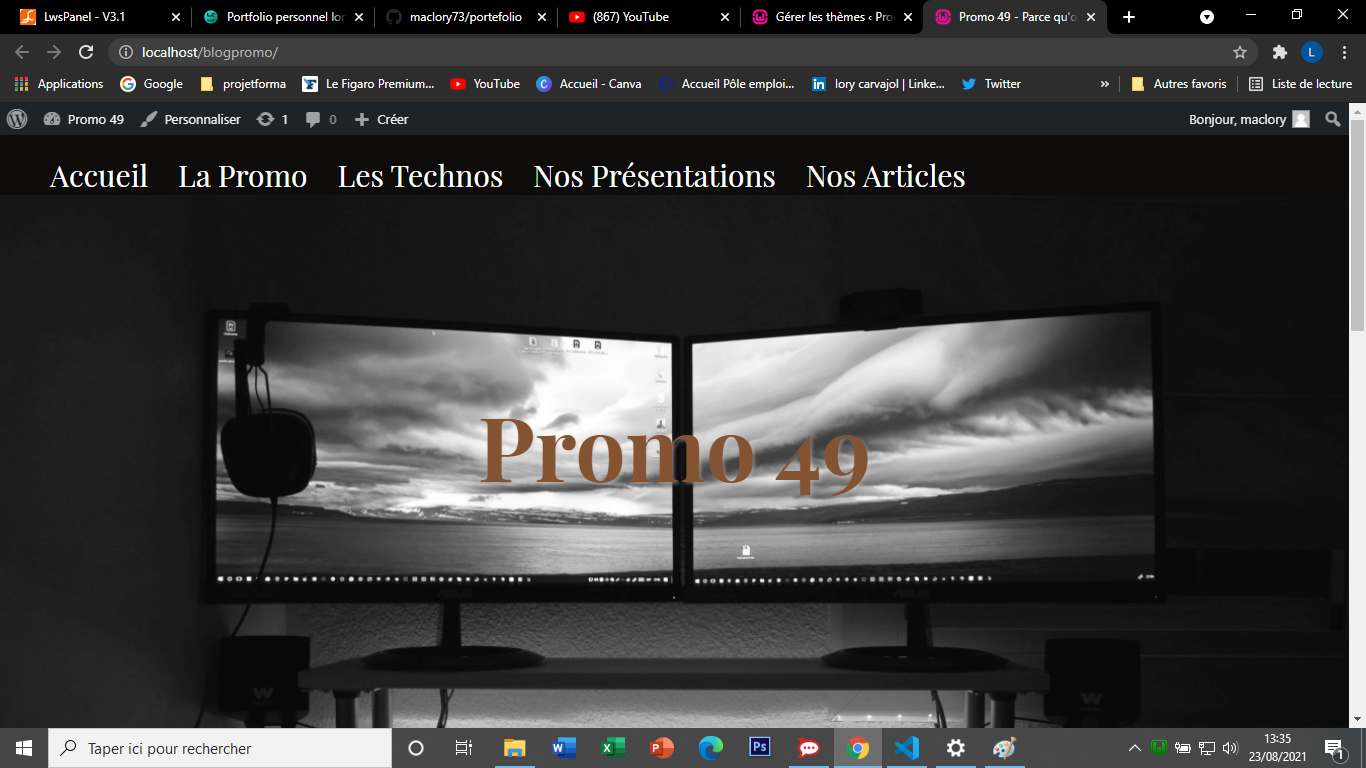 LwsPanel - V3.1
Portfolio personnel lor
maclory73/portefolio
(867) YouTube
Gérer les thèmes ‹ Pro
Promo 49 - Parce qu'o
localhost/blogpromo/
L
Applications
Google
projetforma
Le Figaro Premium...
YouTube
Accueil - Canva
Accueil Pôle emploi...
lory carvajol | Linke...
Twitter
»
Autres favoris
Liste de lecture
Promo 49
Personnaliser
1
0
Créer
Bonjour, maclory
Accueil
La Promo
Les Technos
Nos Présentations
Nos Articles
Promo 49
Taper ici pour rechercher
13:35
23/08/2021
1